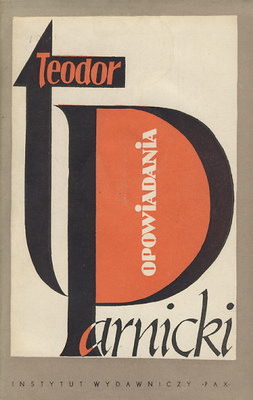 Teodor
Parnicki
OPOWIADANIA
INSTYTUT WYDAWNICZY •PAX•